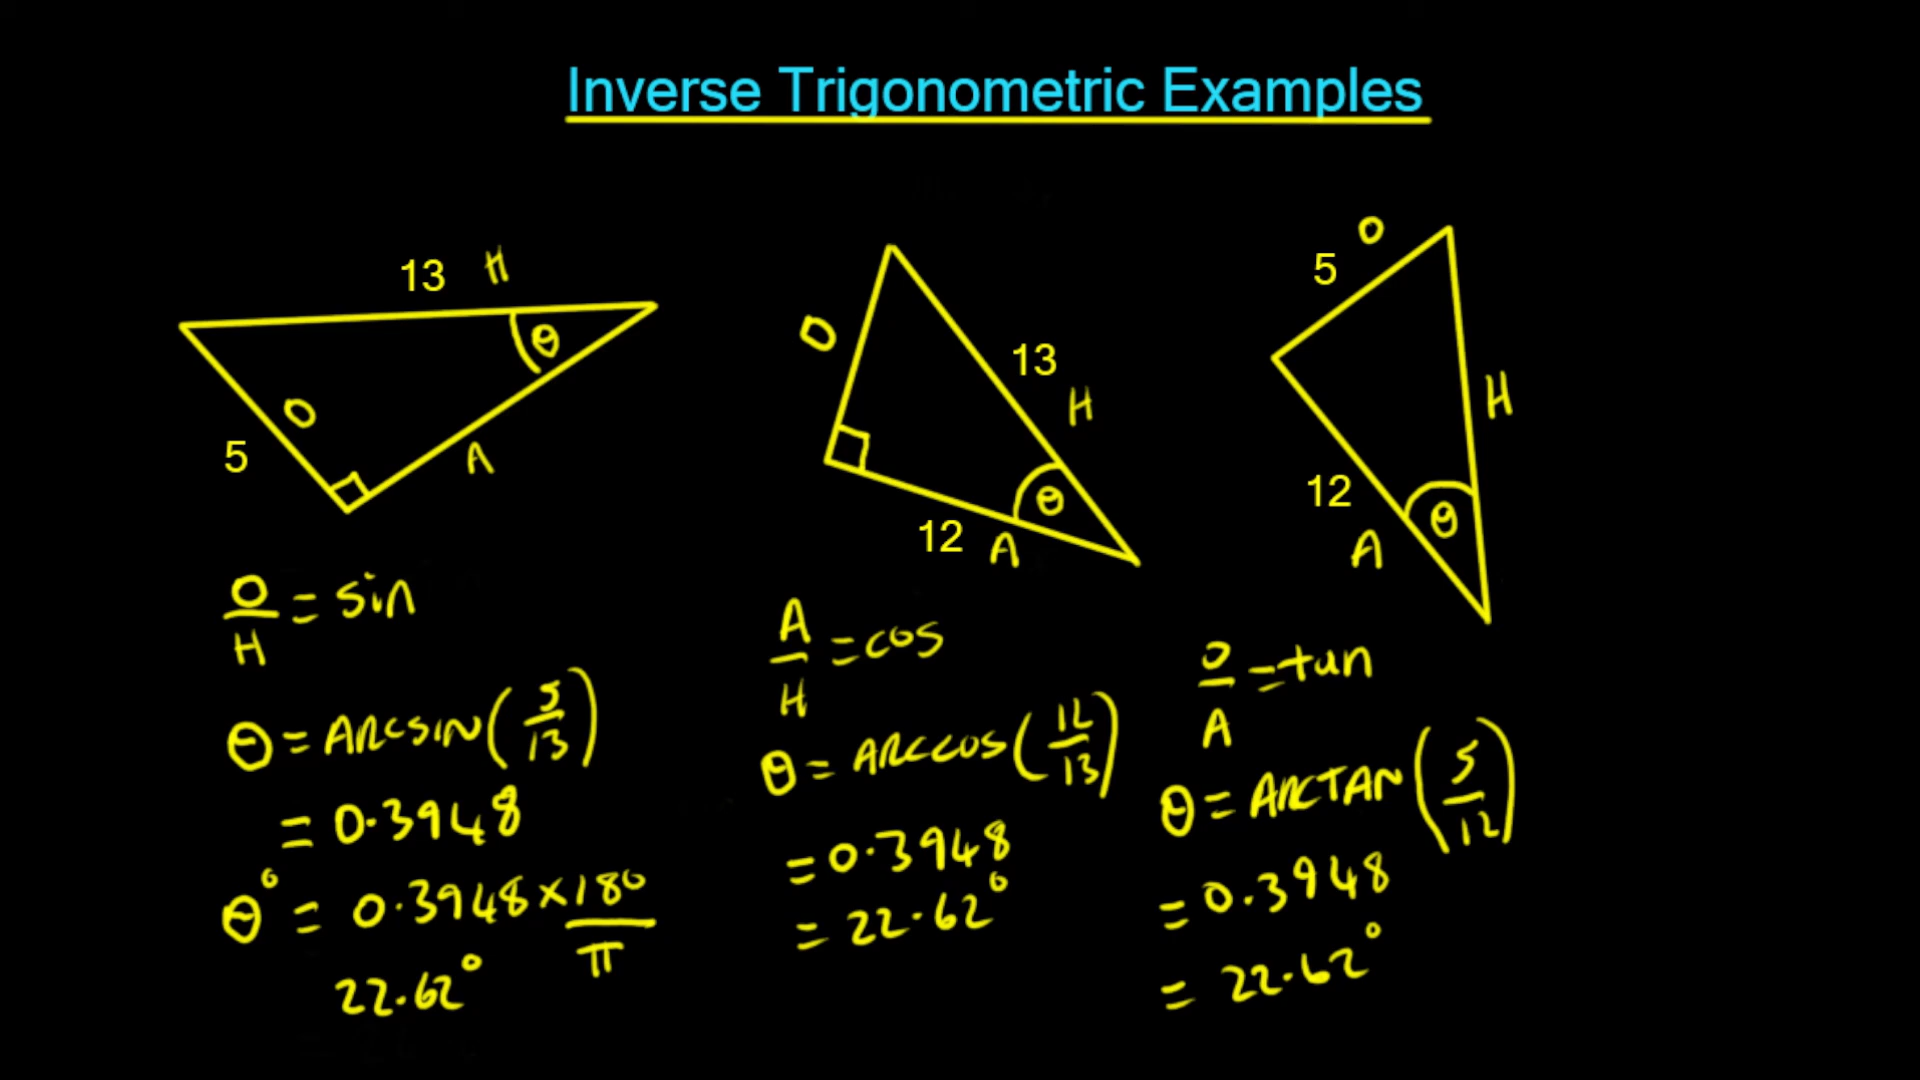 Inverse Trigonometric Examples
13 H
θ
O
5
A
O
13
H
θ
12
A
O
5
H
12
θ
A
O/H = sin
θ = ARCSIN(5/13)
= 0.3948
θ° = 0.3948 × 180/π
22.62°
A/H = cos
θ = ARCCOS(12/13)
= 0.3948
= 22.62°
O/A = tan
θ = ARCTAN(5/12)
= 0.3948
= 22.62°